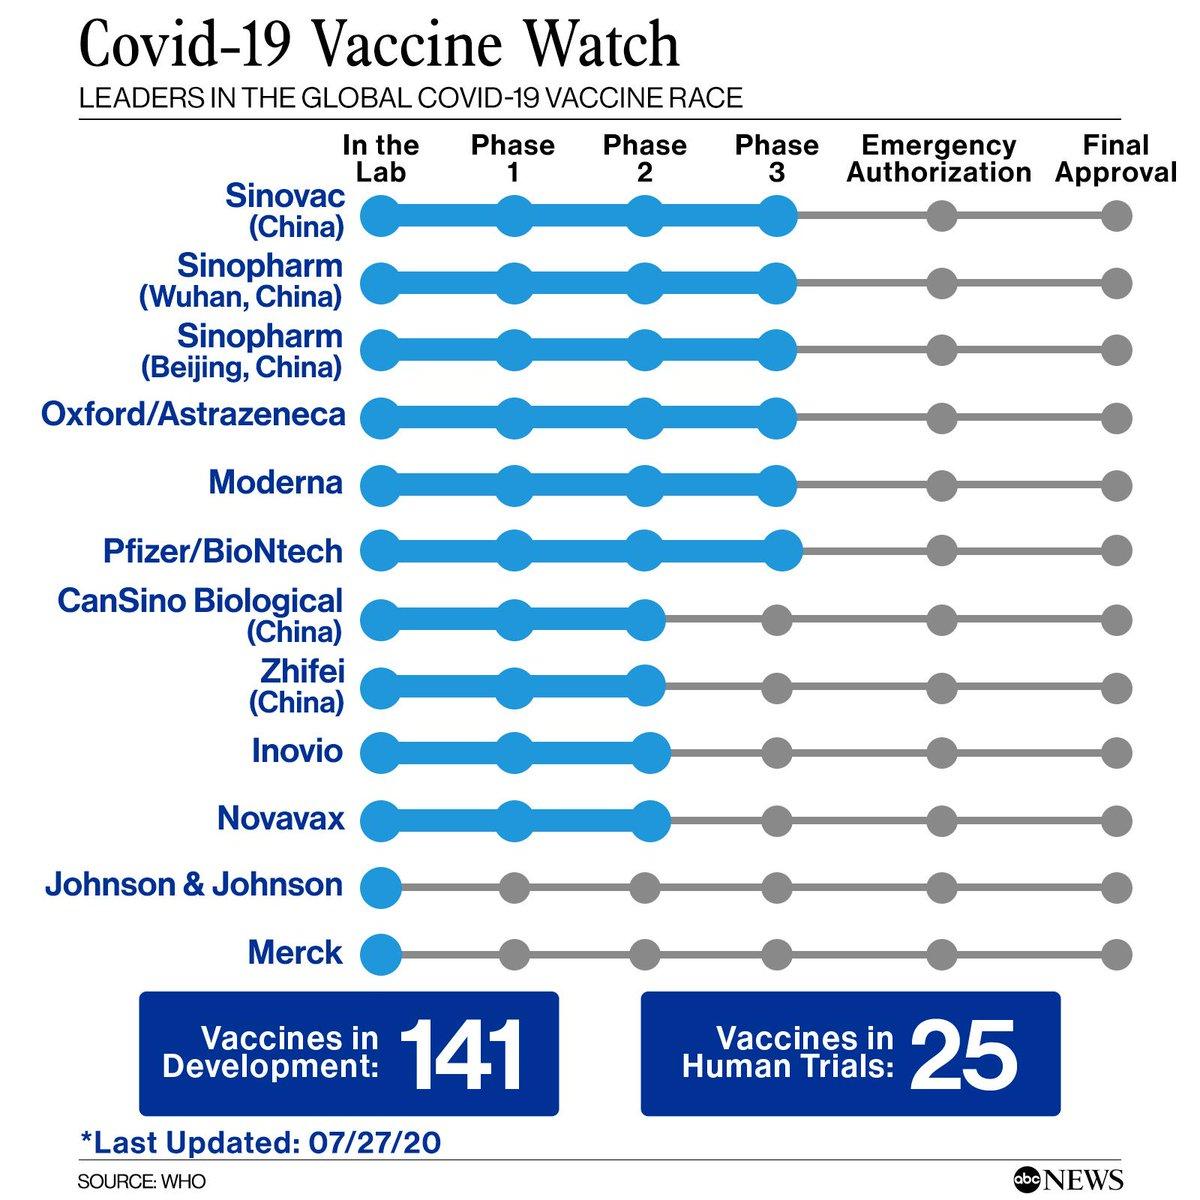 Covid-19 Vaccine Watch
LEADERS IN THE GLOBAL COVID-19 VACCINE RACE
In the
Lab
Phase
1
Phase
2
Phase
3
Emergency
Authorization
Final
Approval
Sinovac
(China)
Sinopharm
(Wuhan, China)
Sinopharm
(Beijing, China)
Oxford/Astrazeneca
Moderna
Pfizer/BioNtech
CanSino Biological
(China)
Zhifei
(China)
Inovio
Novavax
Johnson & Johnson
Merck
Vaccines in
Development:
141
Vaccines in
Human Trials:
25
*Last Updated: 07/27/20
SOURCE: WHO
abc NEWS